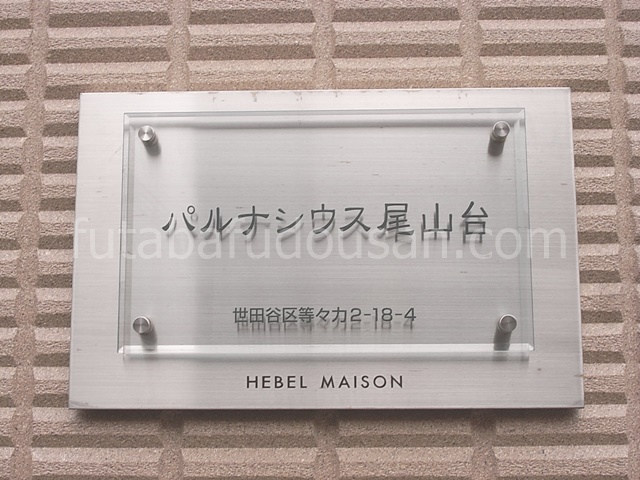 パルナシウス尾山台
futabarudousan.com
世田谷区等々力2-18-4
HEBEL MAISON